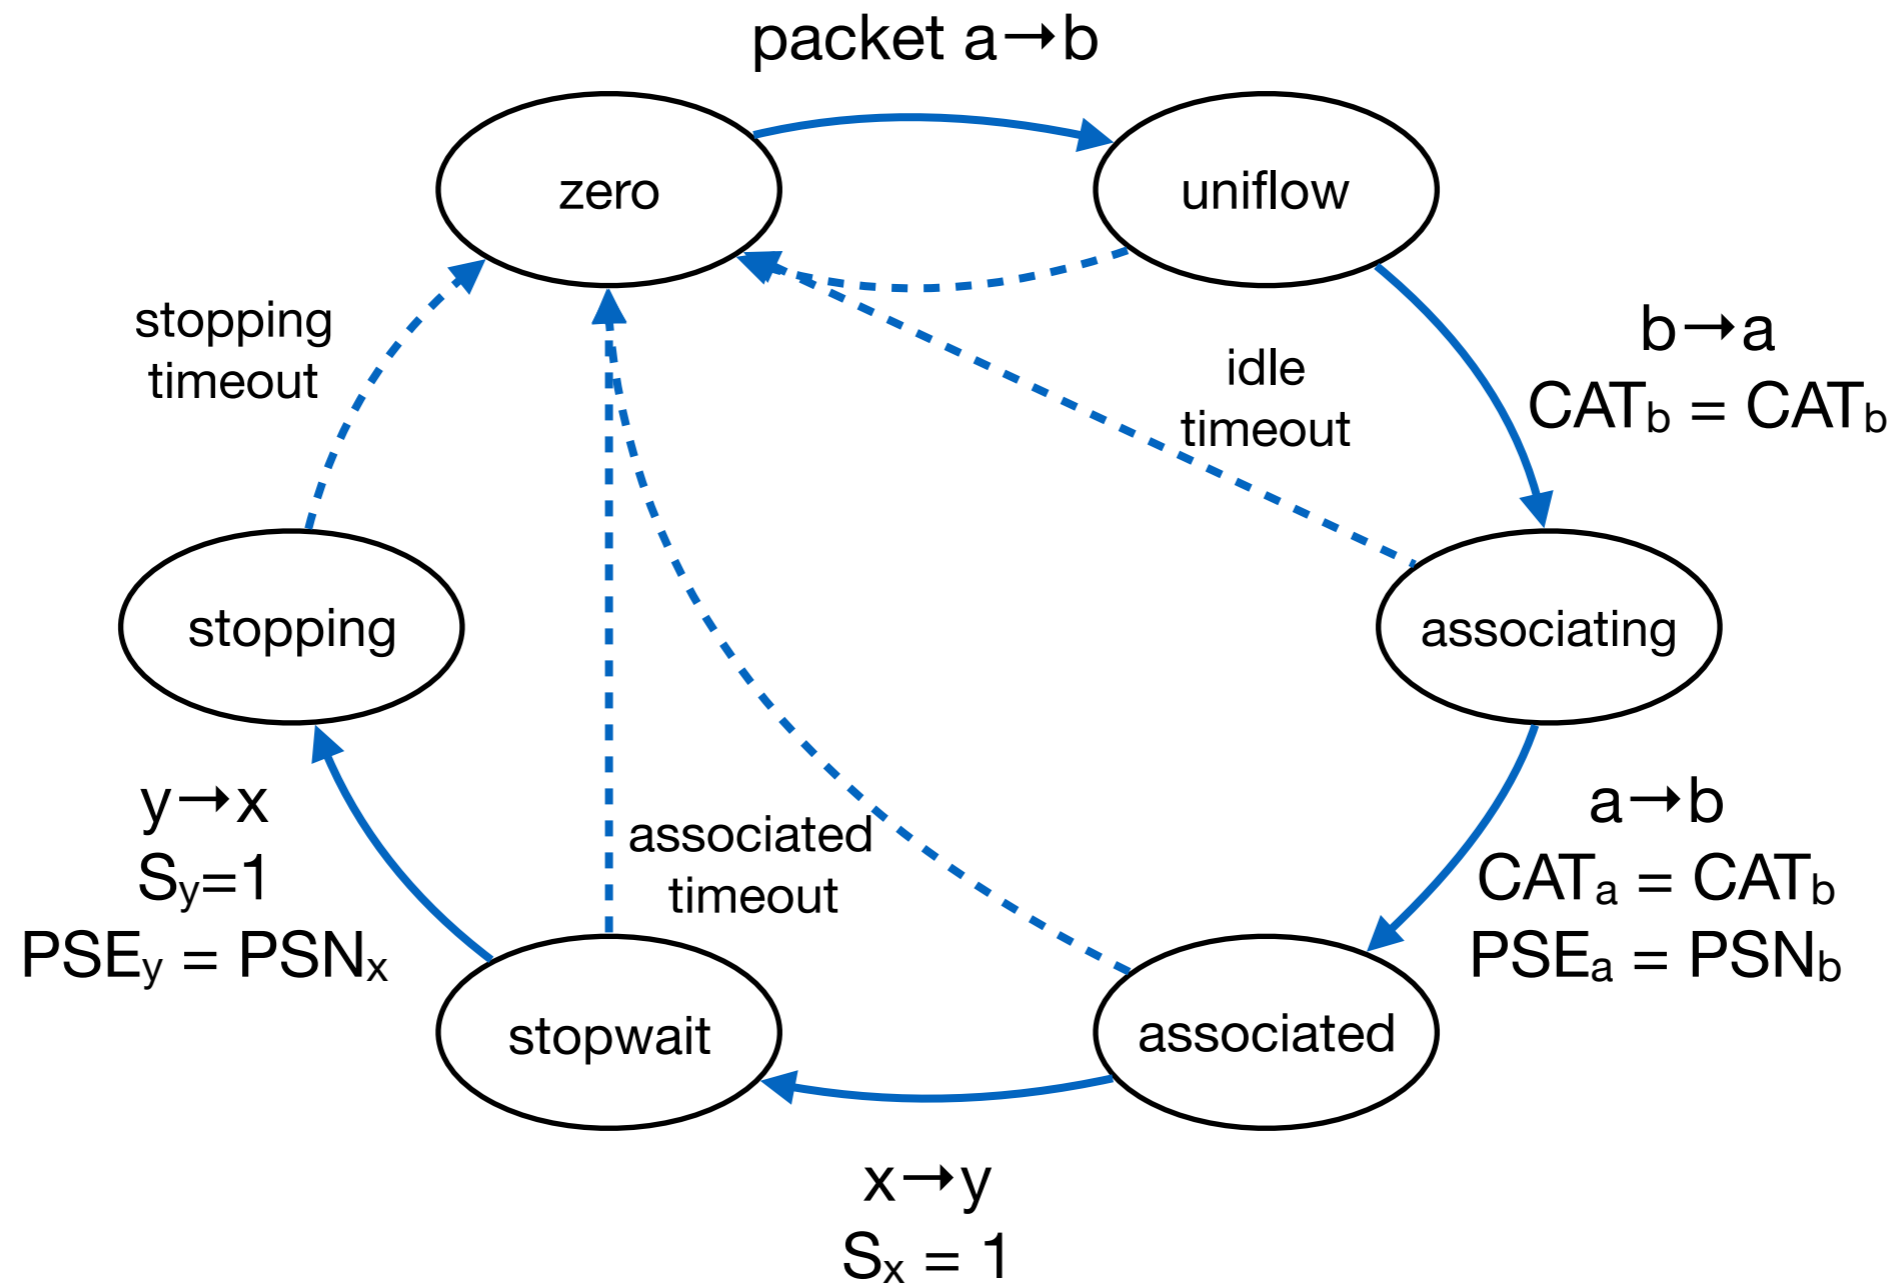 packet a→b
zero
uniflow
stopping
timeout
idle
timeout
b→a
CATb = CATb
stopping
associating
y→x
Sy=1
PSEy = PSNx
associated
timeout
a→b
CATa = CATb
PSEa = PSNb
stopwait
associated
x→y
Sx = 1